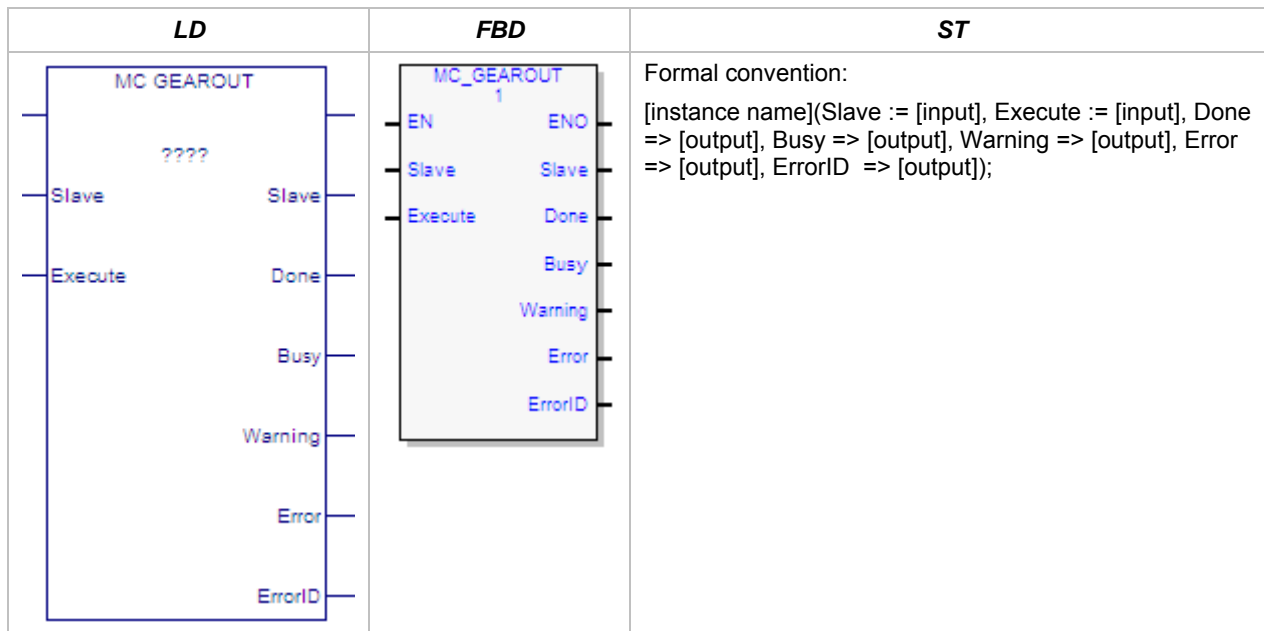 LD
FBD
ST
MC GEAROUT
????
Slave Slave
Execute Done
Busy
Warning
Error
ErrorID
MC_GEAROUT
1
EN ENO
Slave Slave
Execute Done
Busy
Warning
Error
ErrorID
Formal convention:
[instance name](Slave := [input], Execute := [input], Done
=> [output], Busy => [output], Warning => [output], Error
=> [output], ErrorID => [output]);